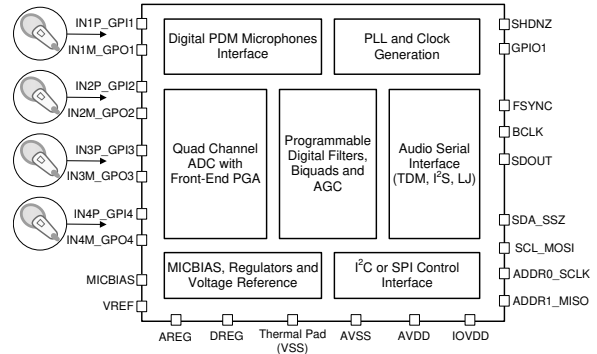 IN1P_GPI1
IN1M_GPO1
IN2P_GPI2
IN2M_GPO2
IN3P_GPI3
IN3M_GPO3
IN4P_GPI4
IN4M_GPO4
MICBIAS
VREF
Digital PDM Microphones
Interface
PLL and Clock
Generation
Quad Channel
ADC with
Front-End PGA
Programmable
Digital Filters,
Biquads and
AGC
Audio Serial
Interface
(TDM, I²S, LJ)
MICBIAS, Regulators and
Voltage Reference
I²C or SPI Control
Interface
SHDNZ
GPIO1
FSYNC
BCLK
SDOUT
SDA_SSZ
SCL_MOSI
ADDR0_SCLK
ADDR1_MISO
AREG
DREG
Thermal Pad
(VSS)
AVSS
AVDD
IOVDD